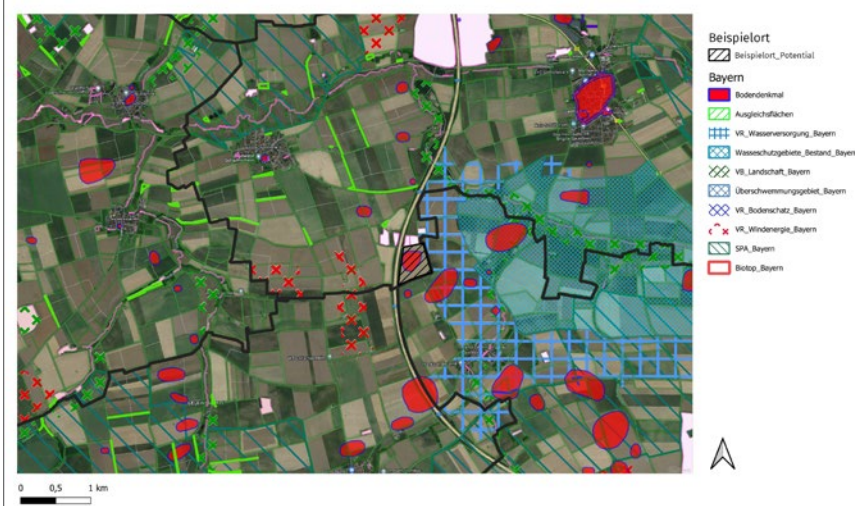 Beispielort
Beispielort_Potential
Bayern
Bodendenkmal
Ausgleichsflächen
VR_Wasserversorgung_Bayern
Wasseschutzgebiete_Bestand_Bayern
VB_Landschaft_Bayern
Überschwemmungsgebiet_Bayern
VR_Bodenschatz_Bayern
VR_Windenergie_Bayern
SPA_Bayern
Biotop_Bayern
0 0,5 1 km